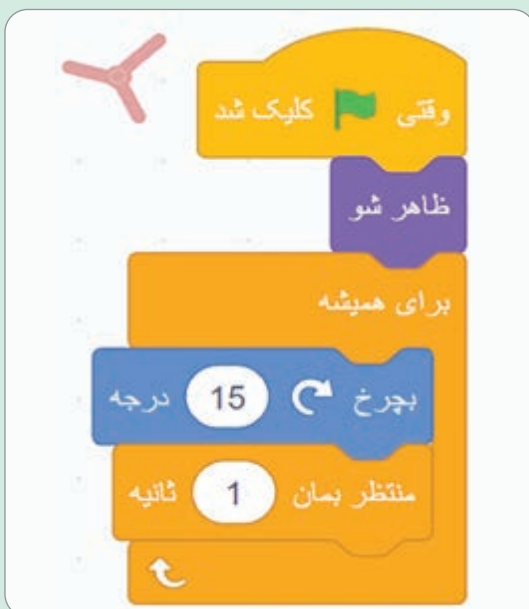 وقتی کلیک شد
ظاهر شو
برای همیشه
بچرخ 15 درجه
منتظر بمان 1 ثانیه